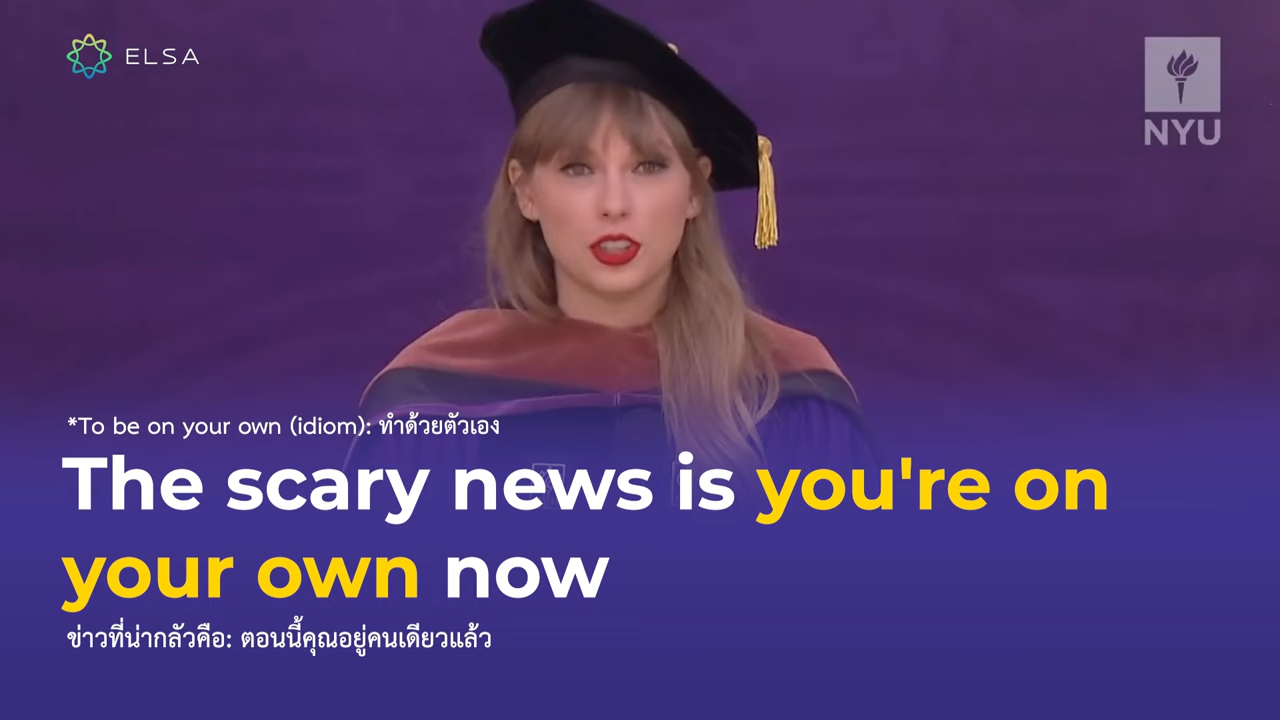 ELSA
NYU
*To be on your own (idiom): ทำด้วยตัวเอง
The scary news is you're on
your own now
ข่าวที่น่ากลัวคือ: ตอนนี้คุณอยู่คนเดียวแล้ว